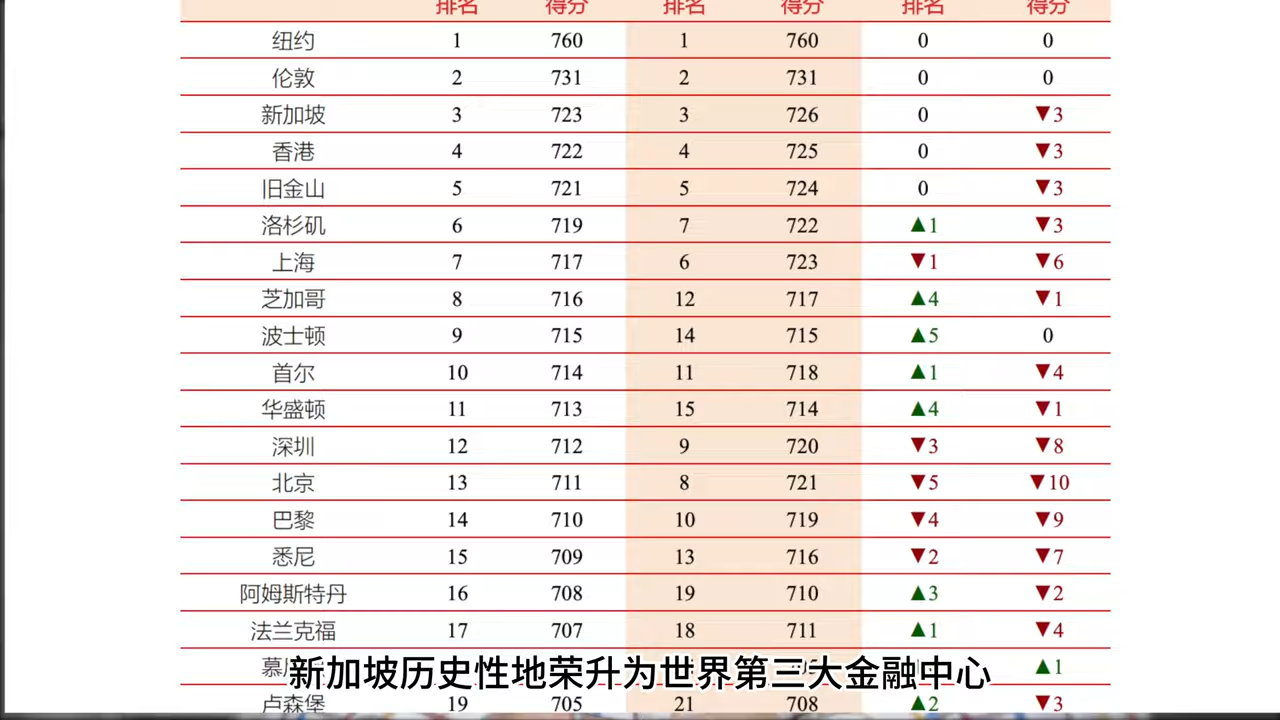 排名 得分 排名 得分 排名 得分
纽约 1 760 1 760 0 0
伦敦 2 731 2 731 0 0
新加坡 3 723 3 726 0 ▼3
香港 4 722 4 725 0 ▼3
旧金山 5 721 5 724 0 ▼3
洛杉矶 6 719 7 722 ▲1 ▼3
上海 7 717 6 723 ▼1 ▼6
芝加哥 8 716 12 717 ▲4 ▼1
波士顿 9 715 14 715 ▲5 0
首尔 10 714 11 718 ▲1 ▼4
华盛顿 11 713 15 714 ▲4 ▼1
深圳 12 712 9 720 ▼3 ▼8
北京 13 711 8 721 ▼5 ▼10
巴黎 14 710 10 719 ▼4 ▼9
悉尼 15 709 13 716 ▼2 ▼7
阿姆斯特丹 16 708 19 710 ▲3 ▼2
法兰克福 17 707 18 711 ▲1 ▼4
慕 ▲1
新加坡历史性地荣升为世界第三大金融中心
卢森堡 19 705 21 708 ▲2 ▼3